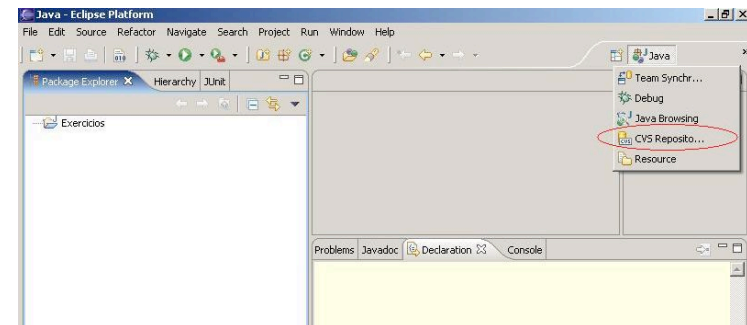 Java - Eclipse Platform
File Edit Source Refactor Navigate Search Project Run Window Help
Java
Package Explorer Hierarchy JUnit
Team Synchr...
Debug
Java Browsing
CVS Reposito...
Resource
Exercicios
Problems Javadoc Declaration Console